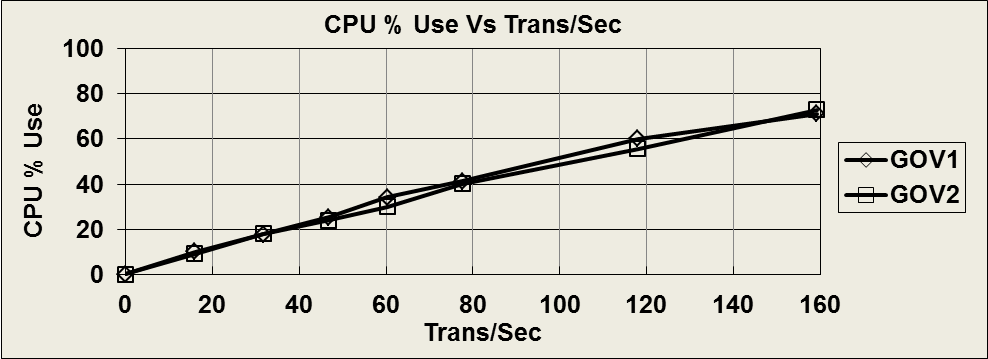 CPU % Use Vs Trans/Sec
CPU % Use
100
80
60
40
20
0
0 20 40 60 80 100 120 140 160
Trans/Sec
GOV1
GOV2